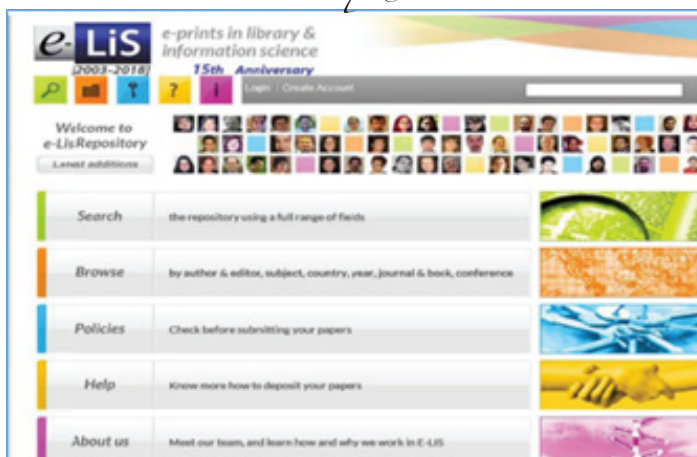 e-LiS e-prints in library &
information science
(2003-2018) 15th Anniversary
? i Login | Create Account
Welcome to
e-LisRepository
Latest additions
Search the repository using a full range of fields
Browse by author & editor, subject, country, year, journal & book, conference
Policies Check before submitting your papers
Help Know more how to deposit your papers
About us Meet our team, and learn how and why we work in E-LIS